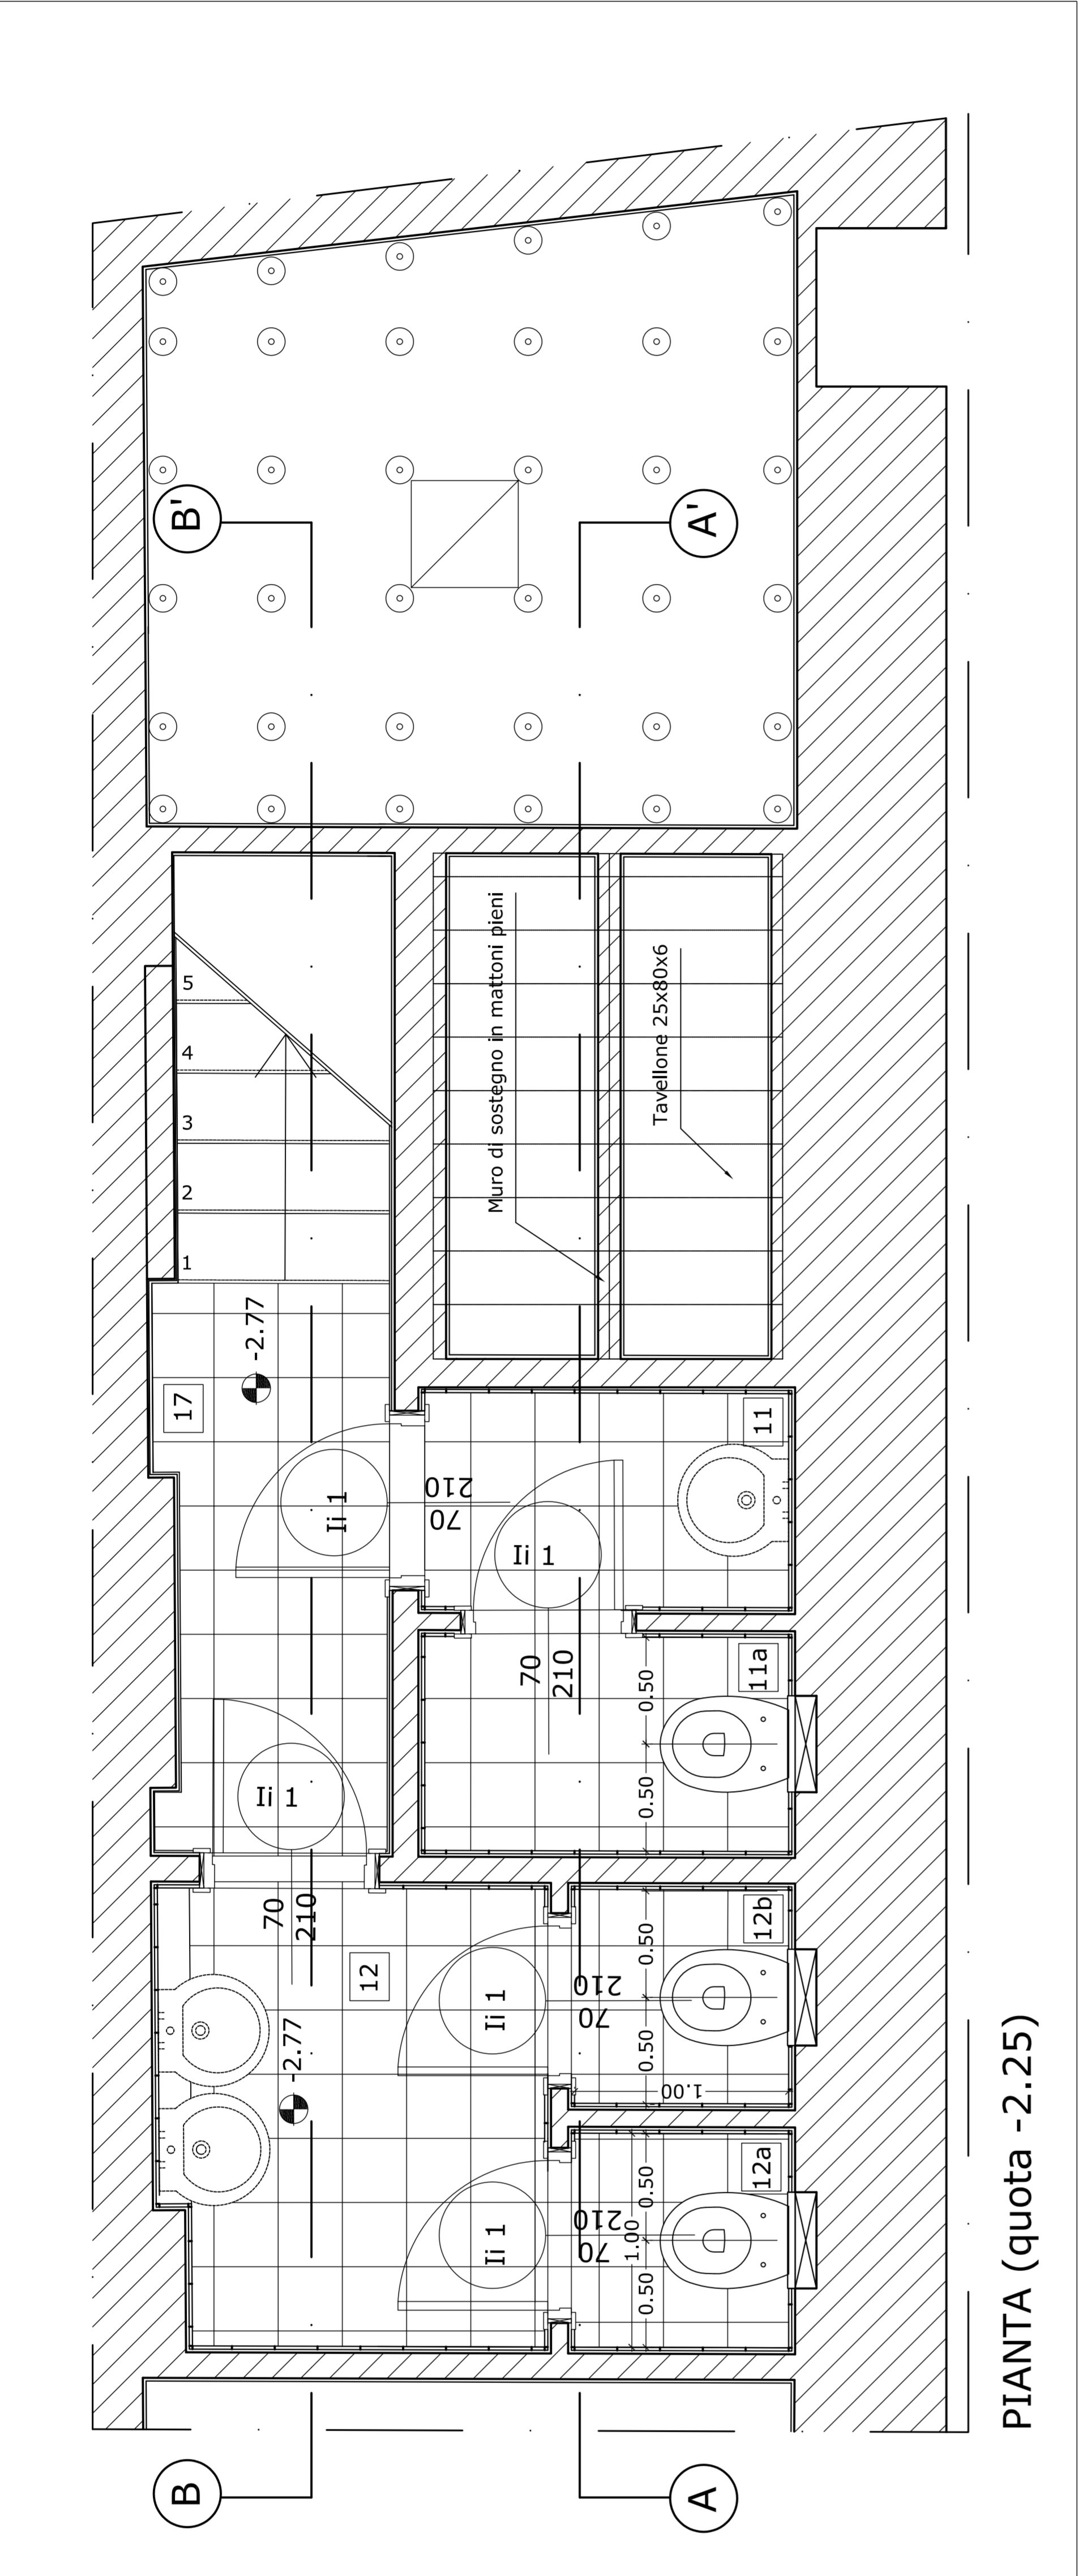 B'
A'
5
4
3
2
1
Muro di sostegno in mattoni pieni
Tavellone 25x80x6
-2.77
17
Ii 1
70
210
11
Ii 1
70
210
11a
0.50
0.50
Ii 1
70
210
12
-2.77
Ii 1
70
210
12b
0.50
0.50
1.00
Ii 1
70
210
12a
0.50
1.00
0.50
B
A
PIANTA (quota -2.25)